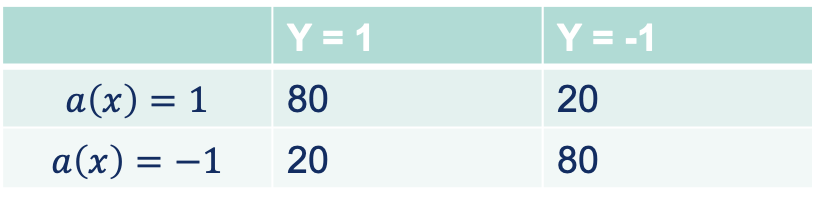 Y = 1 Y = -1
a(x) = 1 80 20
a(x) = −1 20 80